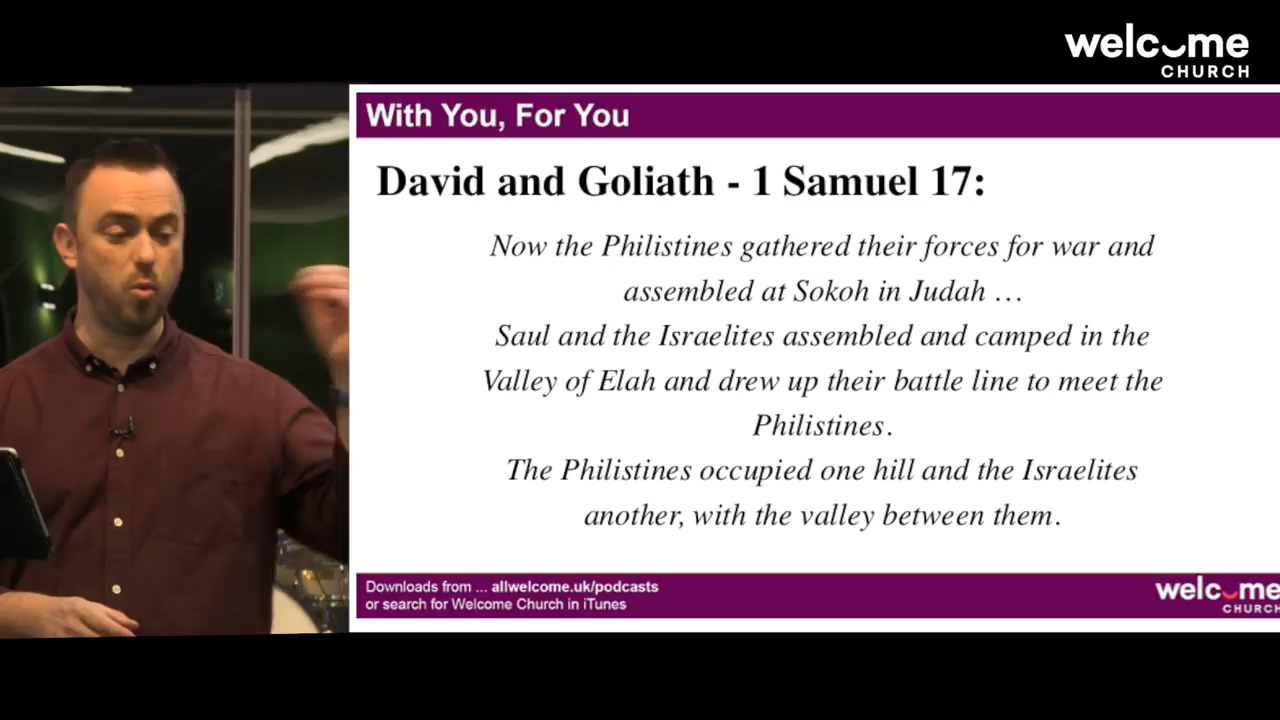 welcome
CHURCH
With You, For You
David and Goliath - 1 Samuel 17:
Now the Philistines gathered their forces for war and
assembled at Sokoh in Judah …
Saul and the Israelites assembled and camped in the
Valley of Elah and drew up their battle line to meet the
Philistines.
The Philistines occupied one hill and the Israelites
another, with the valley between them.
Downloads from ... allwelcome.uk/podcasts
or search for Welcome Church in iTunes
welcome
CHURCH